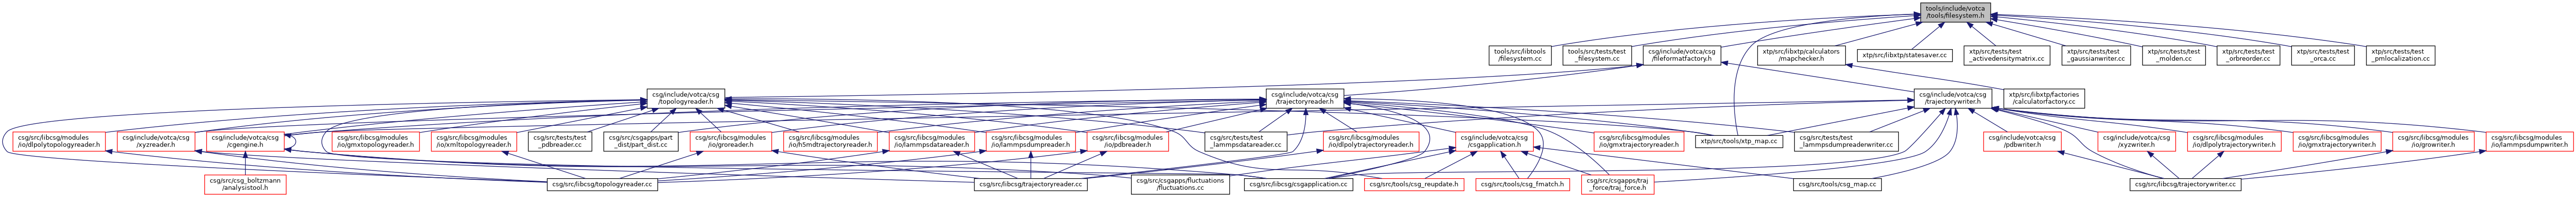 tools/include/votca
/tools/filesystem.h
tools/src/libtools
/filesystem.cc
tools/src/tests/test
_filesystem.cc
csg/include/votca/csg
/fileformatfactory.h
xtp/src/libxtp/calculators
/mapchecker.h
xtp/src/libxtp/statesaver.cc
xtp/src/tests/test
_activedensitymatrix.cc
xtp/src/tests/test
_gaussianwriter.cc
xtp/src/tests/test
_molden.cc
xtp/src/tests/test
_orbreorder.cc
xtp/src/tests/test
_orca.cc
xtp/src/tests/test
_pmlocalization.cc
csg/include/votca/csg
/topologyreader.h
csg/include/votca/csg
/trajectoryreader.h
csg/include/votca/csg
/trajectorywriter.h
xtp/src/libxtp/factories
/calculatorfactory.cc
csg/src/libcsg/modules
/io/dlpolytopologyreader.h
csg/include/votca/csg
/xyzreader.h
csg/include/votca/csg
/cgengine.h
csg/src/libcsg/modules
/io/gmxtopologyreader.h
csg/src/libcsg/modules
/io/xmltopologyreader.h
csg/src/tests/test
_pdbreader.cc
csg/src/csgapps/part
_dist/part_dist.cc
csg/src/libcsg/modules
/io/groreader.h
csg/src/libcsg/modules
/io/h5mdtrajectoryreader.h
csg/src/libcsg/modules
/io/lammpsdatareader.h
csg/src/libcsg/modules
/io/lammpsdumpreader.h
csg/src/libcsg/modules
/io/pdbreader.h
csg/src/tests/test
_lammpsdatareader.cc
csg/src/libcsg/modules
/io/dlpolytrajectoryreader.h
csg/include/votca/csg
/csgapplication.h
csg/src/libcsg/modules
/io/gmxtrajectoryreader.h
xtp/src/tools/xtp_map.cc
csg/src/tests/test
_lammpsdumpreaderwriter.cc
csg/include/votca/csg
/pdbwriter.h
csg/include/votca/csg
/xyzwriter.h
csg/src/libcsg/modules
/io/dlpolytrajectorywriter.h
csg/src/libcsg/modules
/io/gmxtrajectorywriter.h
csg/src/libcsg/modules
/io/growriter.h
csg/src/libcsg/modules
/io/lammpsdumpwriter.h
csg/src/csg_boltzmann
/analysistool.h
csg/src/libcsg/topologyreader.cc
csg/src/libcsg/trajectoryreader.cc
csg/src/csgapps/fluctuations
/fluctuations.cc
csg/src/libcsg/csgapplication.cc
csg/src/tools/csg_reupdate.h
csg/src/tools/csg_fmatch.h
csg/src/csgapps/traj
_force/traj_force.h
csg/src/tools/csg_map.cc
csg/src/libcsg/trajectorywriter.cc